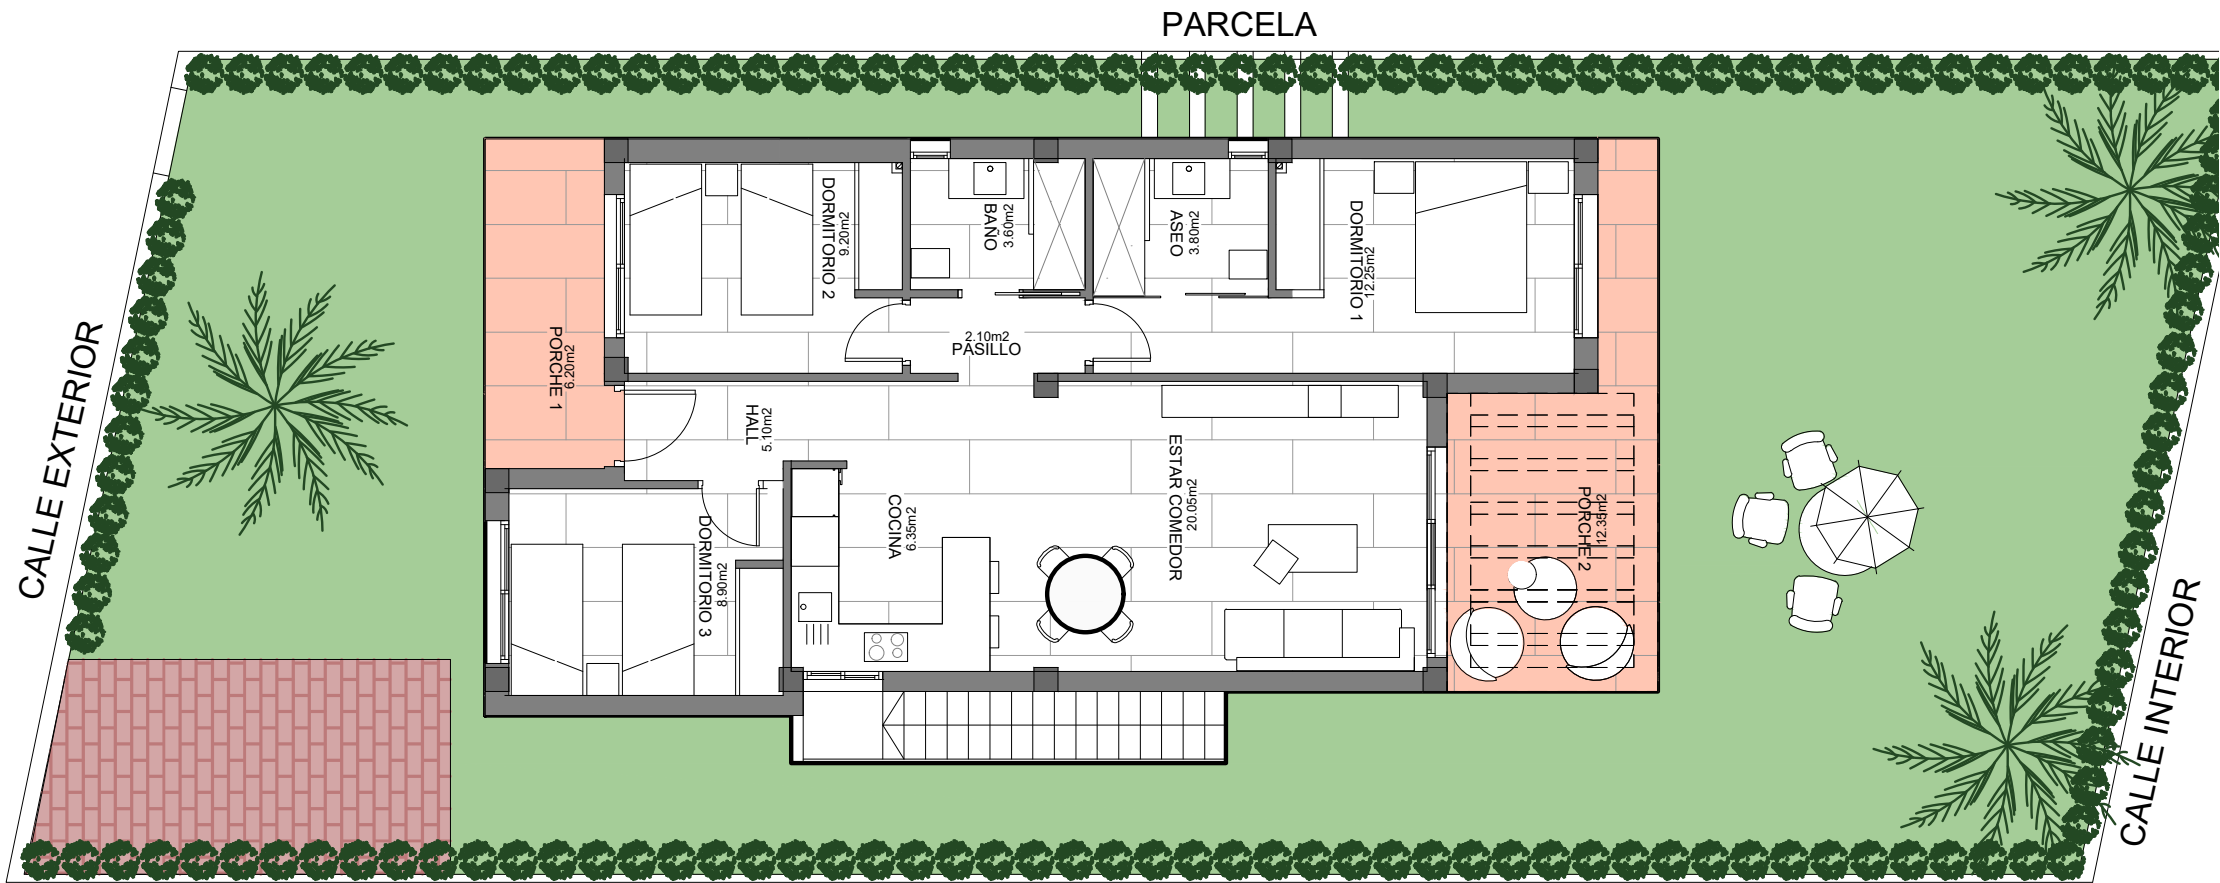 PARCELA
CALLE EXTERIOR
PORCHE 1
6.20m2
DORMITORIO 2
9.20m2
BAÑO
3.60m2
ASEO
3.80m2
DORMITORIO 1
12.25m2
2.10m2
PASILLO
HALL
5.10m2
DORMITORIO 3
8.90m2
COCINA
6.35m2
ESTAR COMEDOR
20.05m2
PORCHE 2
12.35m2
CALLE INTERIOR